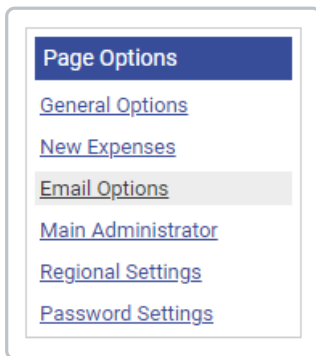 Page Options
General Options
New Expenses
Email Options
Main Administrator
Regional Settings
Password Settings